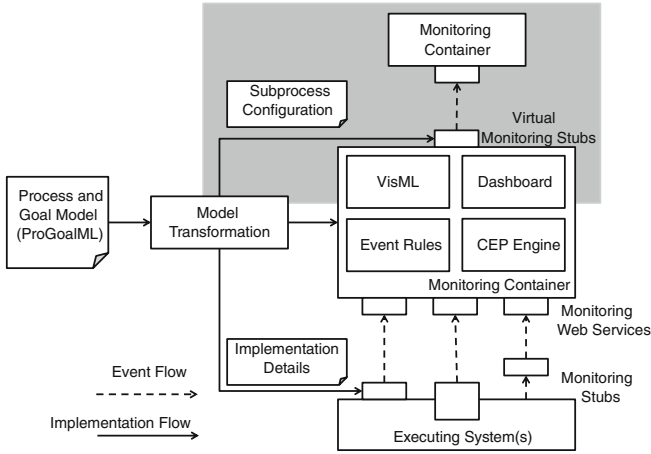 Monitoring
Container
Subprocess
Configuration
Virtual
Monitoring Stubs
Process and
Goal Model
(ProGoalML)
Model
Transformation
VisML
Dashboard
Event Rules
CEP Engine
Monitoring Container
Monitoring
Web Services
Implementation
Details
Event Flow
Monitoring
Stubs
Implementation Flow
Executing System(s)